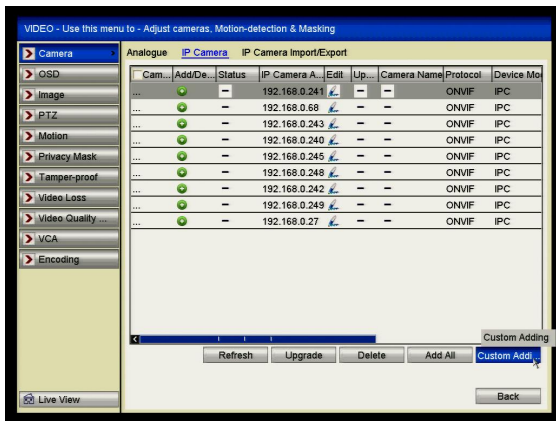 VIDEO - Use this menu to - Adjust cameras, Motion-detection & Masking
Camera
OSD
Image
PTZ
Motion
Privacy Mask
Tamper-proof
Video Loss
Video Quality ...
VCA
Encoding
Live View
Analogue IP Camera IP Camera Import/Export
Cam... Add/De... Status IP Camera A... Edit Up... Camera Name Protocol Device Mod
... – 192.168.0.241 – – ONVIF IPC
... – 192.168.0.68 – – ONVIF IPC
... – 192.168.0.243 – – ONVIF IPC
... – 192.168.0.240 – – ONVIF IPC
... – 192.168.0.245 – – ONVIF IPC
... – 192.168.0.248 – – ONVIF IPC
... – 192.168.0.242 – – ONVIF IPC
... – 192.168.0.249 – – ONVIF IPC
... – 192.168.0.27 – – ONVIF IPC
Custom Adding
Refresh Upgrade Delete Add All Custom Addi...
Back